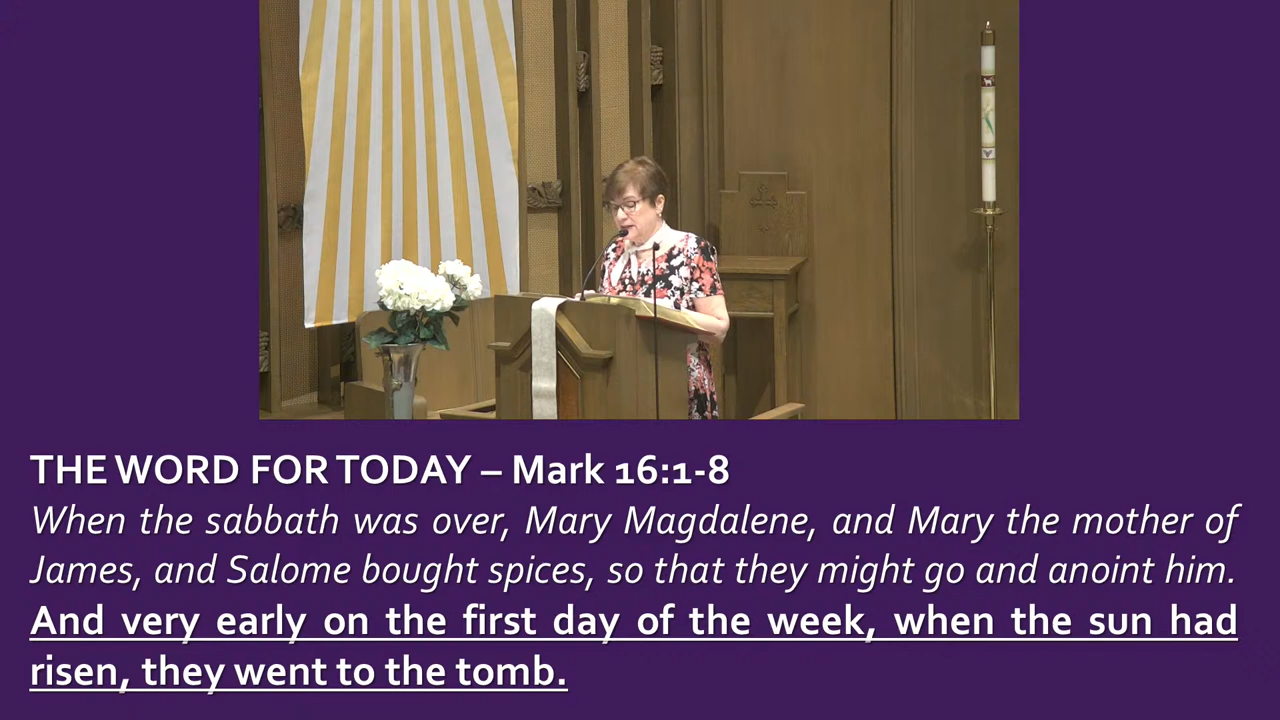 THE WORD FOR TODAY – Mark 16:1-8
When the sabbath was over, Mary Magdalene, and Mary the mother of
James, and Salome bought spices, so that they might go and anoint him.
And very early on the first day of the week, when the sun had
risen, they went to the tomb.